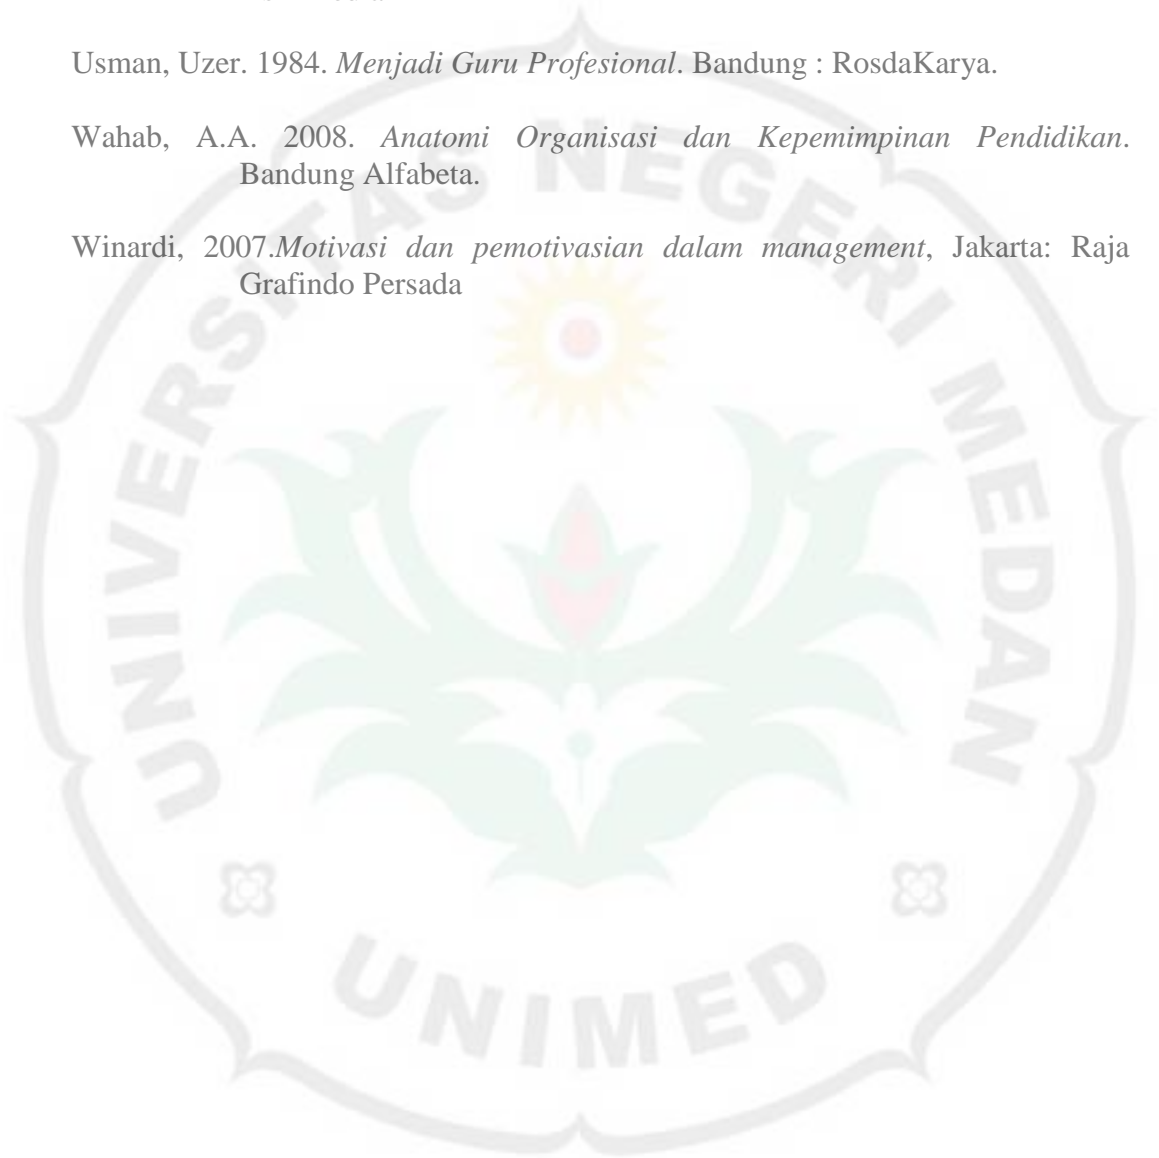 Usman, Uzer. 1984. Menjadi Guru Profesional. Bandung : RosdaKarya.
Wahab, A.A. 2008. Anatomi Organisasi dan Kepemimpinan Pendidikan.
Bandung Alfabeta.
Winardi, 2007.Motivasi dan pemotivasian dalam management, Jakarta: Raja
Grafindo Persada
UNIVERSITAS NEGERI MEDAN
UNIMED